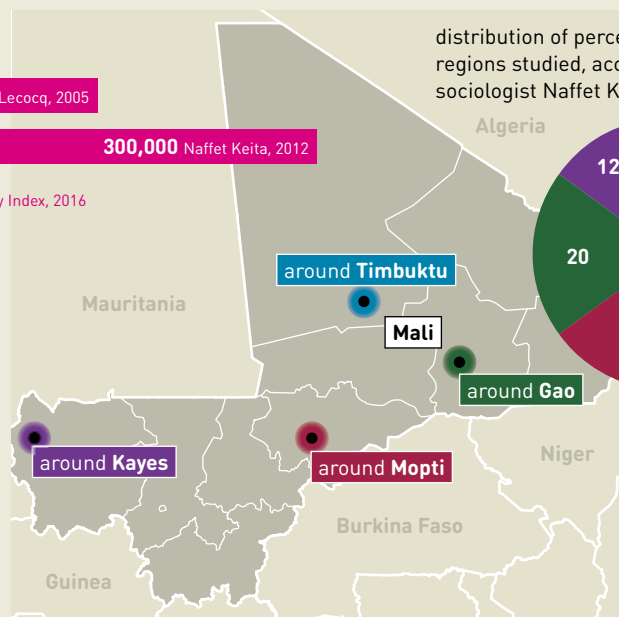 distribution of perce
regions studied, acc
sociologist Naffet K
Lecocq, 2005
300,000 Naffet Keita, 2012
y Index, 2016
Algeria
12
20
Mauritania
around Timbuktu
Mali
around Gao
around Kayes
around Mopti
Niger
Burkina Faso
Guinea